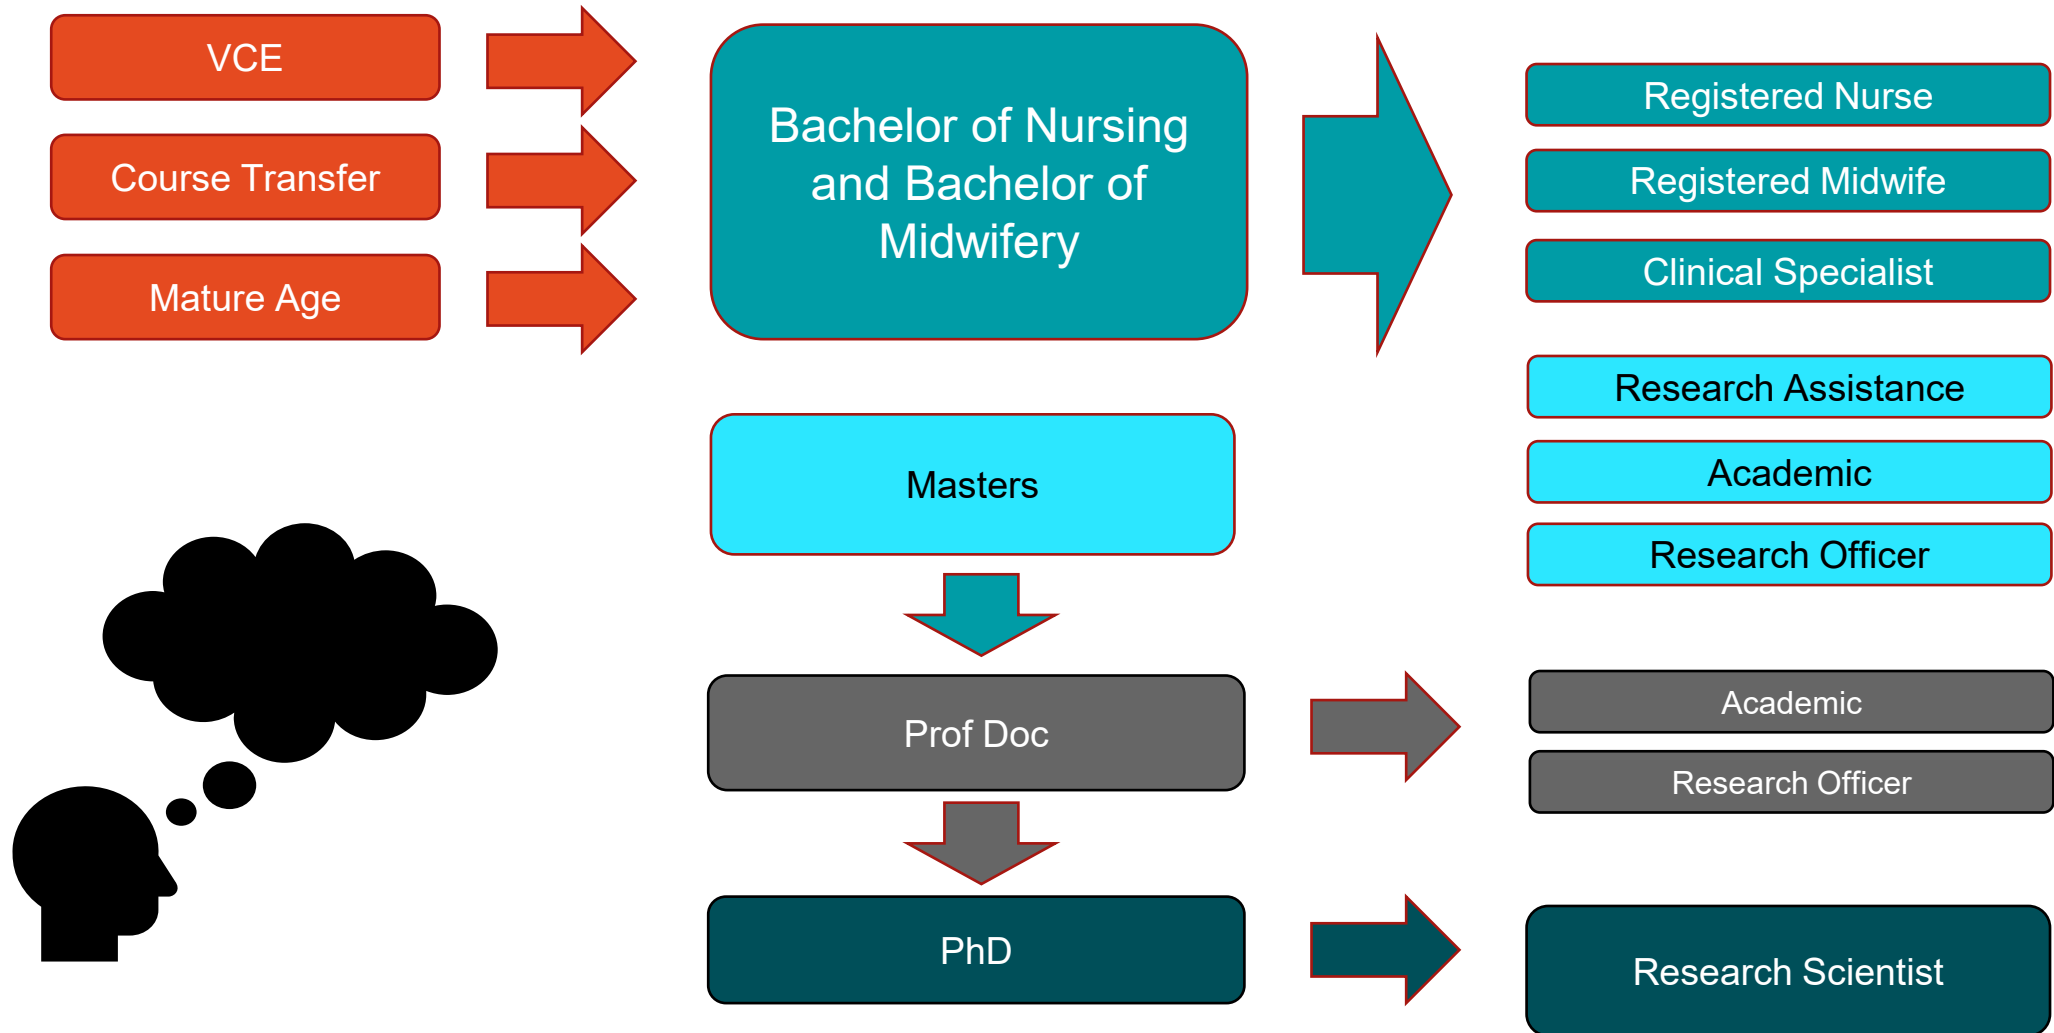 VCE
Course Transfer
Mature Age
Bachelor of Nursing
and Bachelor of
Midwifery
Registered Nurse
Registered Midwife
Clinical Specialist
Masters
Research Assistance
Academic
Research Officer
Prof Doc
Academic
Research Officer
PhD
Research Scientist